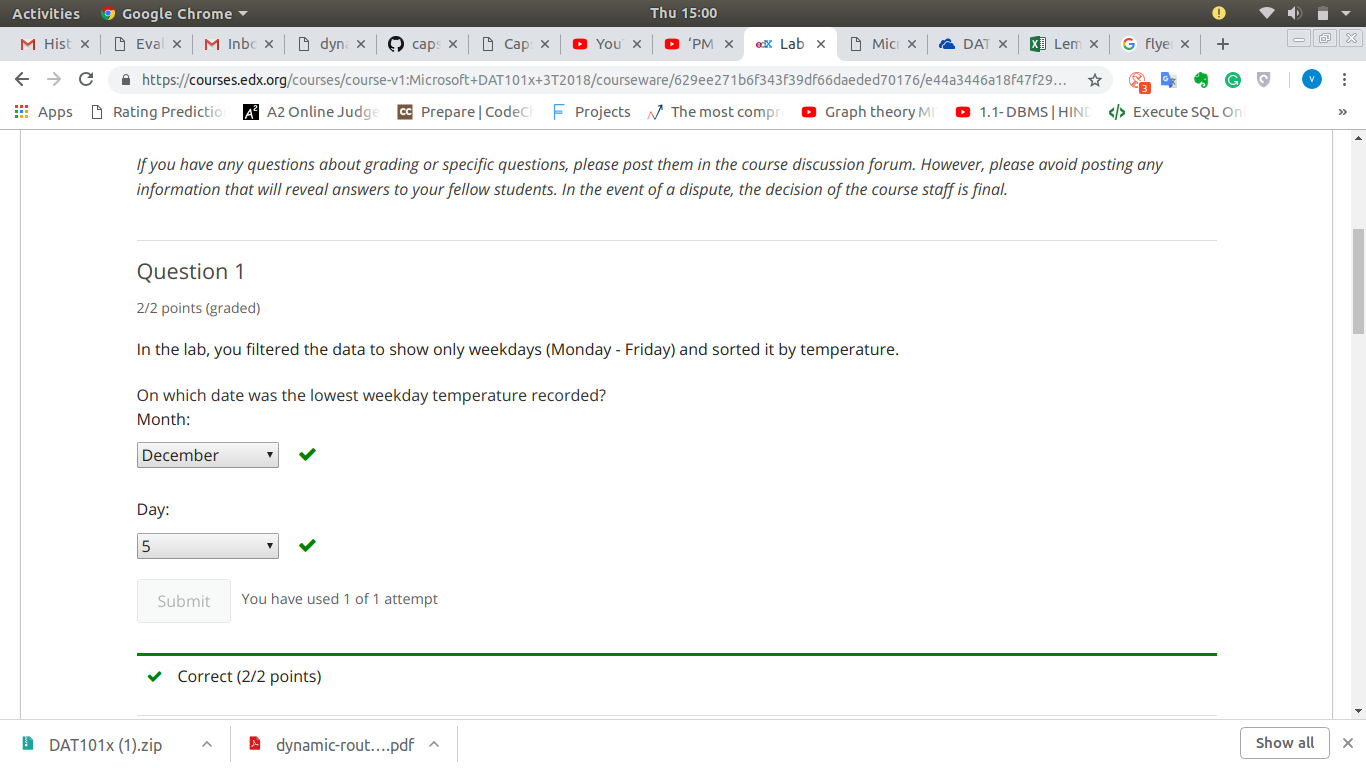 Activities Google Chrome Thu 15:00
Hist Eval Inbo dyna caps Cap You 'PM edX Lab Micr DAT Lem flye
https://courses.edx.org/courses/course-v1:Microsoft+DAT101x+3T2018/courseware/629ee271b6f343f39df66daeded70176/e44a3446a18f47f29... 3 V
Apps Rating Predictio A2 Online Judge Prepare | CodeC Projects The most compr Graph theory M 1.1- DBMS | HIND Execute SQL Onl »
If you have any questions about grading or specific questions, please post them in the course discussion forum. However, please avoid posting any
information that will reveal answers to your fellow students. In the event of a dispute, the decision of the course staff is final.
Question 1
2/2 points (graded)
In the lab, you filtered the data to show only weekdays (Monday - Friday) and sorted it by temperature.
On which date was the lowest weekday temperature recorded?
Month:
December
Day:
5
Submit You have used 1 of 1 attempt
Correct (2/2 points)
DAT101x (1).zip dynamic-rout....pdf Show all